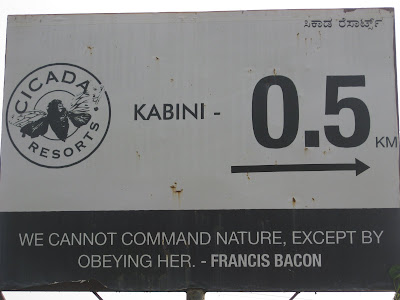 ಸಿಕಾಡ ರೆಸಾರ್ಟ್ಸ್
CICADA
RESORTS
KABINI - 0.5 KM
WE CANNOT COMMAND NATURE, EXCEPT BY
OBEYING HER. - FRANCIS BACON